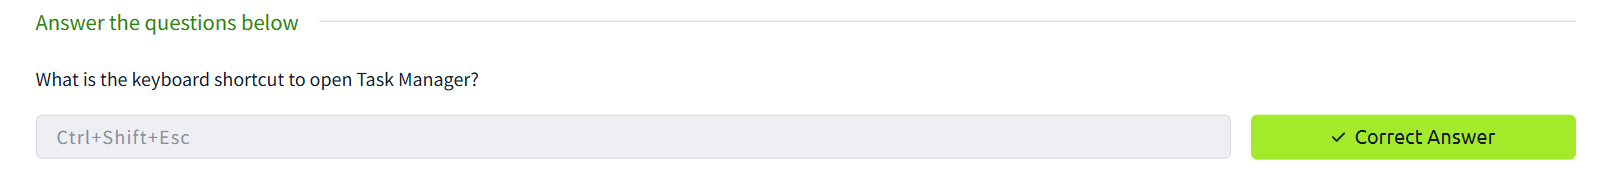 Answer the questions below
What is the keyboard shortcut to open Task Manager?
Ctrl+Shift+Esc
Correct Answer